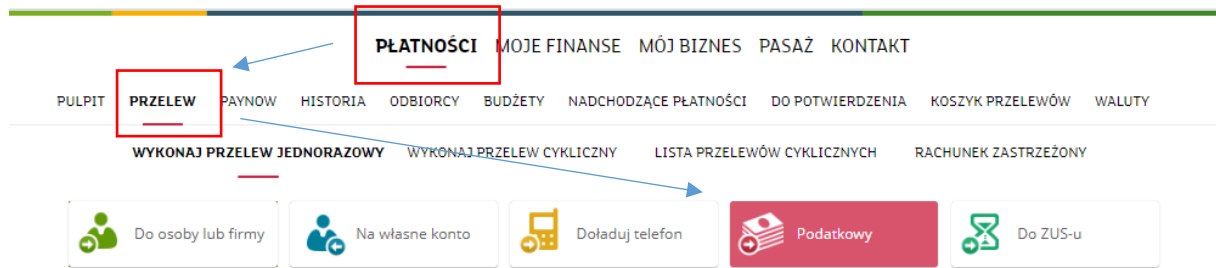 PŁATNOŚCI MOJE FINANSE MÓJ BIZNES PASAŻ KONTAKT
PULPIT PRZELEW PAYNOW HISTORIA ODBIORCY BUDŻETY NADCHODZĄCE PŁATNOŚCI DO POTWIERDZENIA KOSZYK PRZELEWÓW WALUTY
WYKONAJ PRZELEW JEDNORAZOWY WYKONAJ PRZELEW CYKLICZNY LISTA PRZELEWÓW CYKLICZNYCH RACHUNEK ZASTRZEŻONY
Do osoby lub firmy Na własne konto Doładuj telefon Podatkowy Do ZUS-u